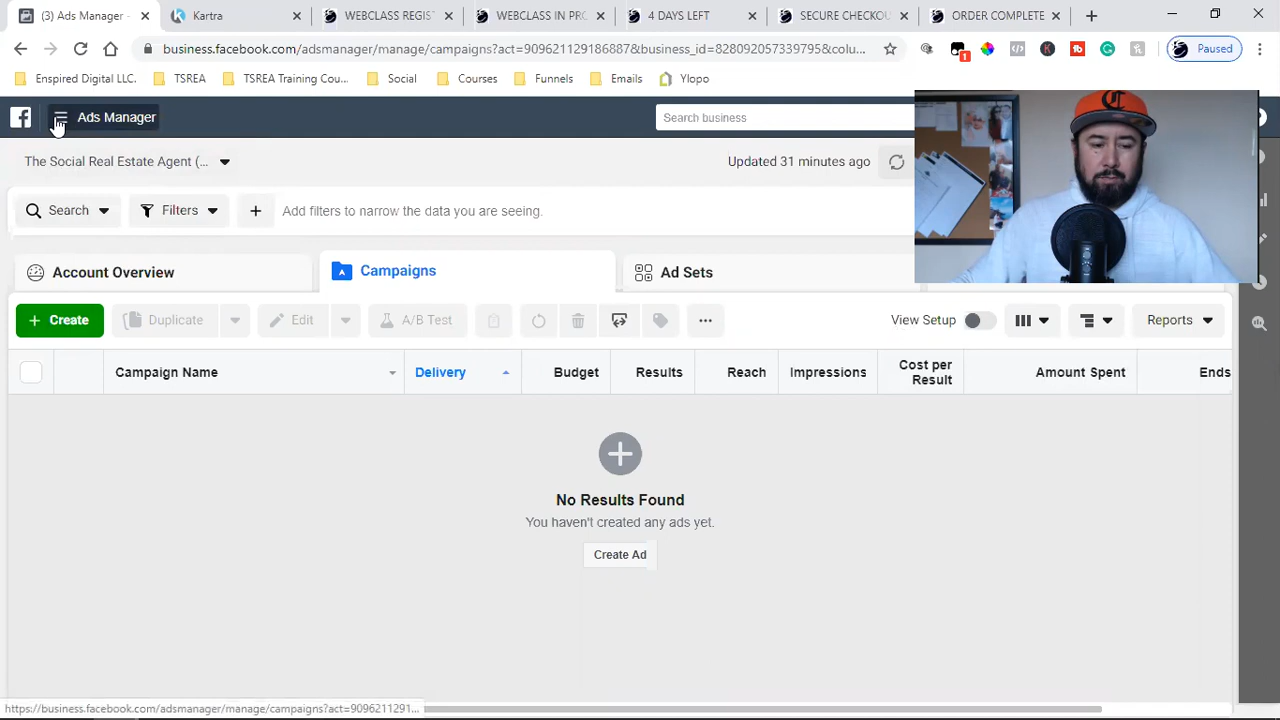 (3) Ads Manager -
Kartra
WEBCLASS REGIS
WEBCLASS IN PRO
4 DAYS LEFT
SECURE CHECKOU
ORDER COMPLETE
business.facebook.com/adsmanager/manage/campaigns?act=909621129186887&business_id=828092057339795&colu...
Paused
Enspired Digital LLC.
TSREA
TSREA Training Cou...
Social
Courses
Funnels
Emails
Ylopo
Ads Manager
Search business
The Social Real Estate Agent (...
Updated 31 minutes ago
Search
Filters
Add filters to narrow the data you are seeing.
Account Overview
Campaigns
Ad Sets
+ Create
Duplicate
Edit
A/B Test
View Setup
Reports
Campaign Name
Delivery
Budget
Results
Reach
Impressions
Cost per
Result
Amount Spent
Ends
No Results Found
You haven't created any ads yet.
Create Ad
https://business.facebook.com/adsmanager/manage/campaigns?act=9096211291...